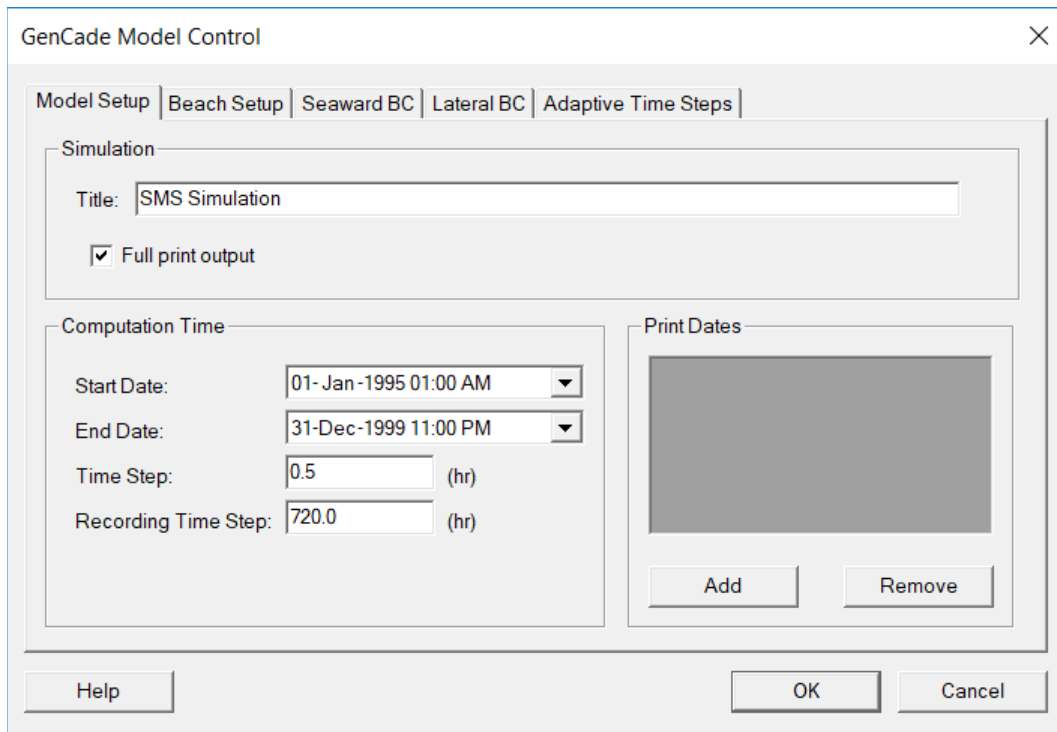 GenCade Model Control
Model Setup Beach Setup Seaward BC Lateral BC Adaptive Time Steps
Simulation
Title: SMS Simulation
Full print output
Computation Time
Start Date: 01-Jan-1995 01:00 AM
End Date: 31-Dec-1999 11:00 PM
Time Step: 0.5 (hr)
Recording Time Step: 720.0 (hr)
Print Dates
Add Remove
Help OK Cancel